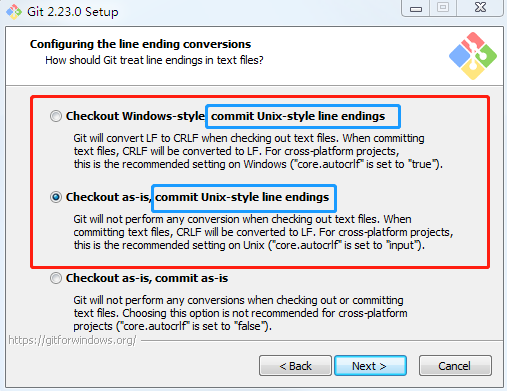 Git 2.23.0 Setup
Configuring the line ending conversions
How should Git treat line endings in text files?
Checkout Windows-style, commit Unix-style line endings
Git will convert LF to CRLF when checking out text files. When committing
text files, CRLF will be converted to LF. For cross-platform projects,
this is the recommended setting on Windows ("core.autocrlf" is set to "true").
Checkout as-is, commit Unix-style line endings
Git will not perform any conversion when checking out text files. When
committing text files, CRLF will be converted to LF. For cross-platform projects,
this is the recommended setting on Unix ("core.autocrlf" is set to "input").
Checkout as-is, commit as-is
Git will not perform any conversions when checking out or committing
text files. Choosing this option is not recommended for cross-platform
projects ("core.autocrlf" is set to "false").
https://gitforwindows.org/
< Back
Next >
Cancel